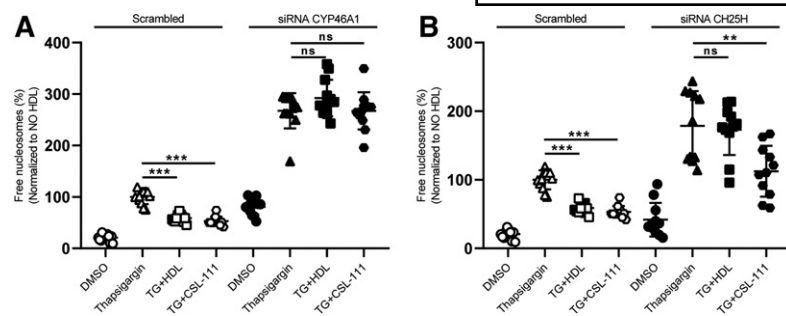 A
Scrambled
siRNA CYP46A1
Free nucleosomes (%)
(Normalized to NO HDL)
400
300
200
100
0
ns
ns
***
***
DMSO
Thapsigargin
TG+HDL
TG+CSL-111
DMSO
Thapsigargin
TG+HDL
TG+CSL-111
B
Scrambled
siRNA CH25H
Free nucleosomes (%)
(Normalized to NO HDL)
300
200
100
0
**
ns
***
***
DMSO
Thapsigargin
TG+HDL
TG+CSL-111
DMSO
Thapsigargin
TG+HDL
TG+CSL-111